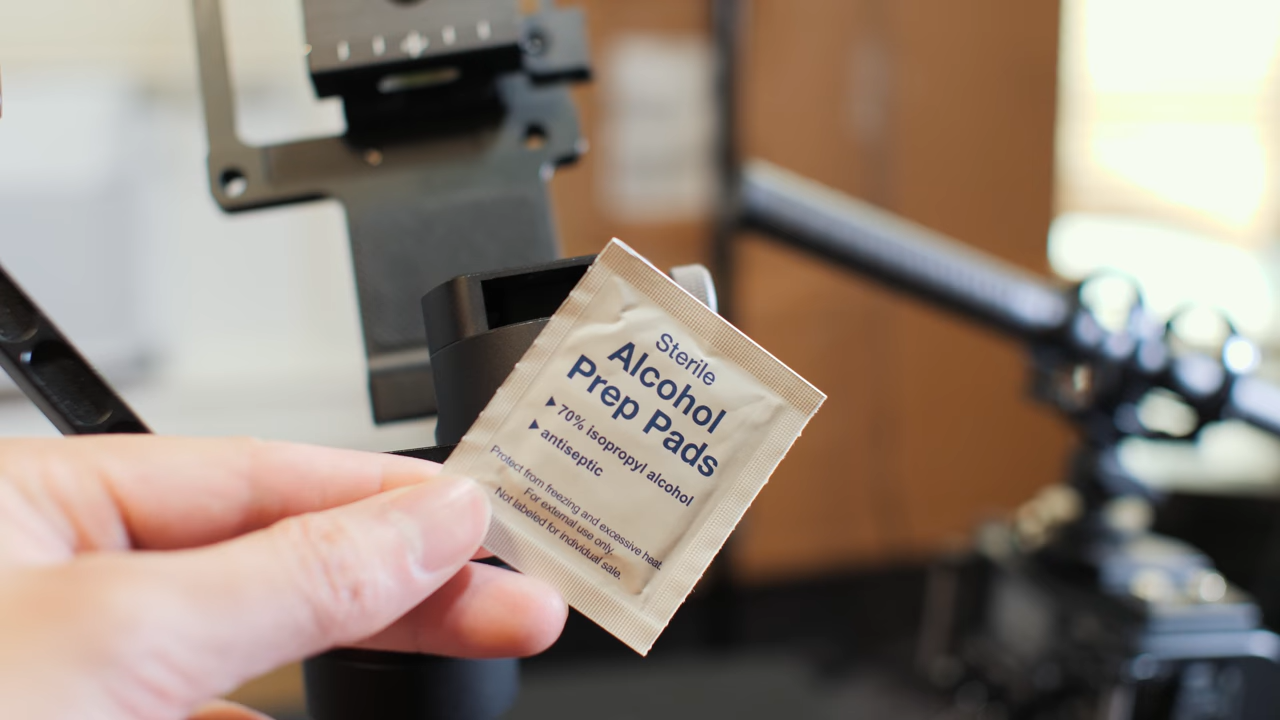 Sterile
Alcohol
Prep Pads
▶ 70% isopropyl alcohol
▶ antiseptic
Protect from freezing and excessive heat.
For external use only.
Not labeled for individual sale.